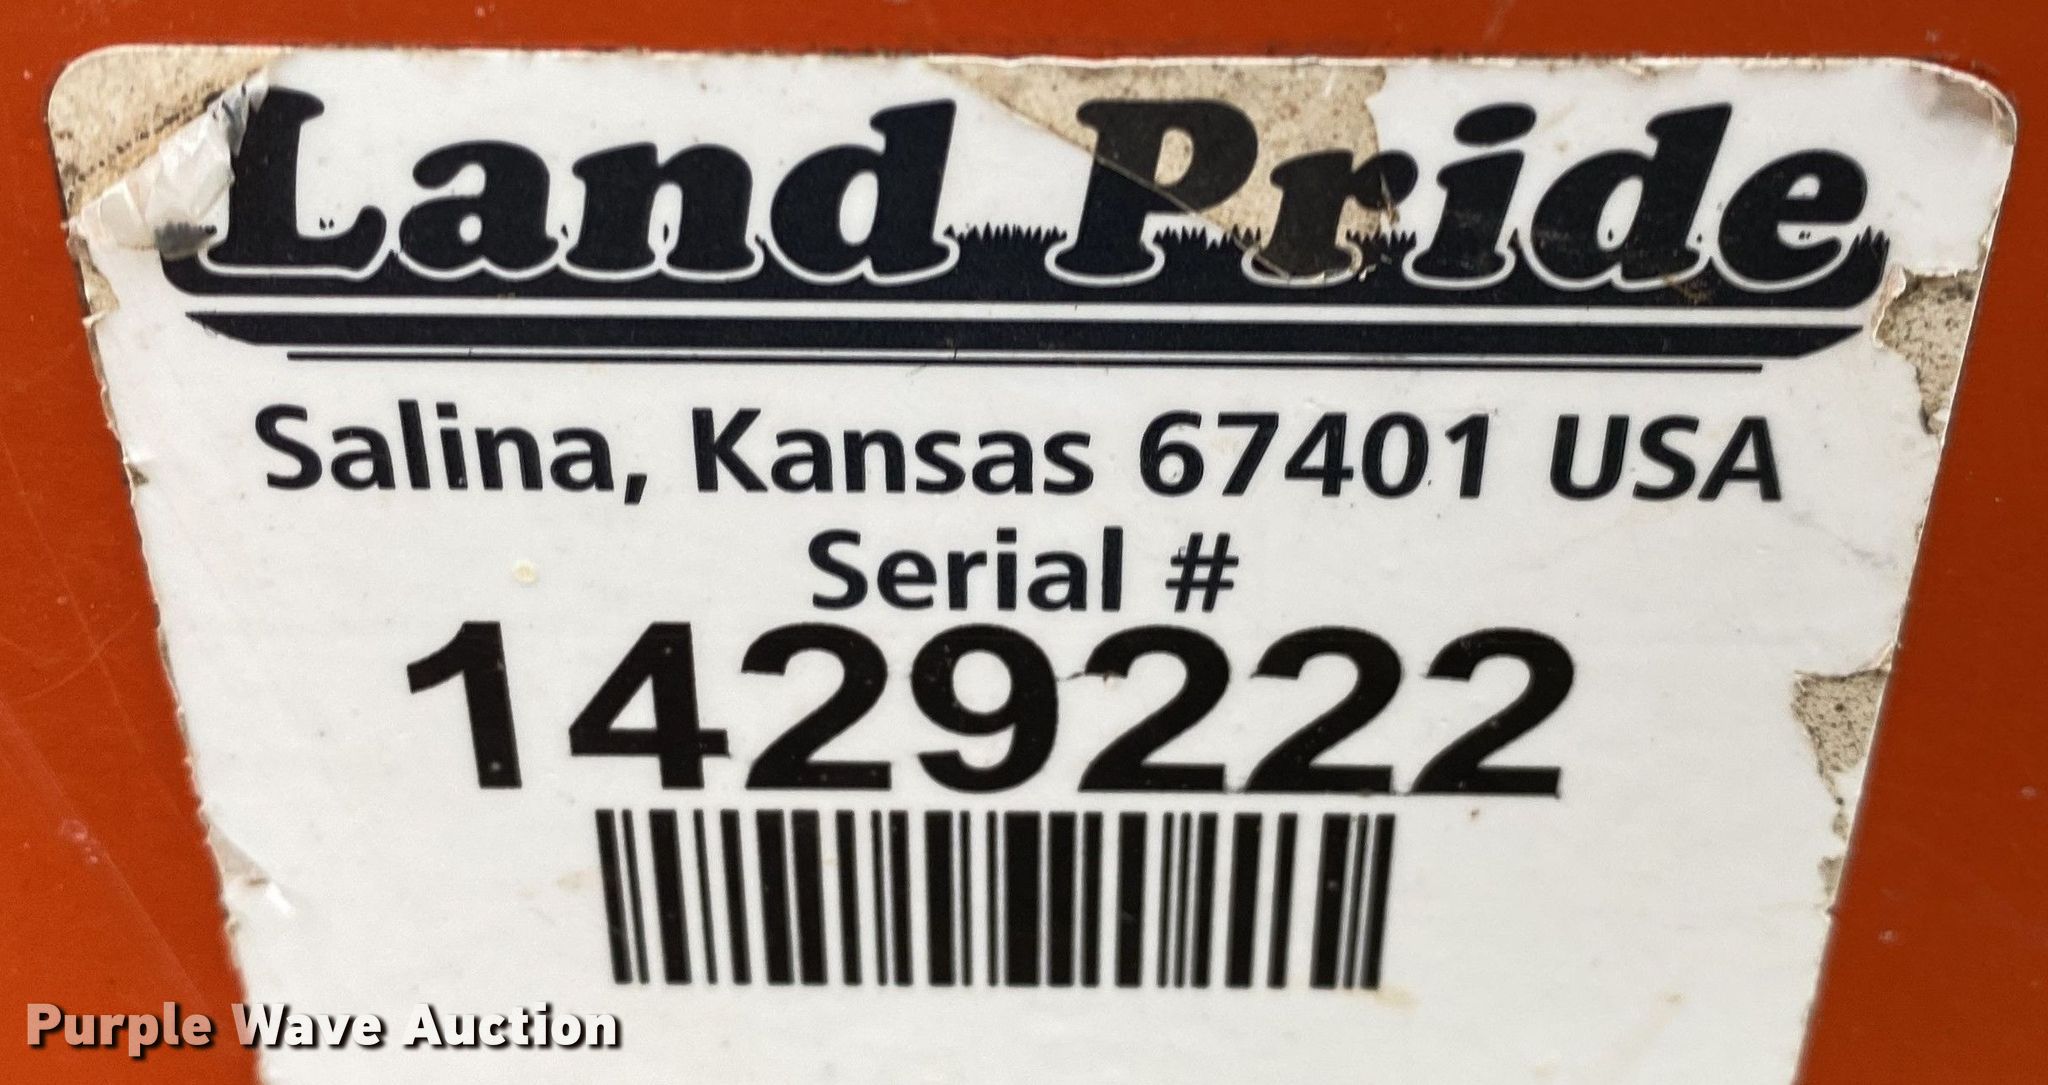 Land Pride
Salina, Kansas 67401 USA
Serial #
1429222
Purple Wave Auction